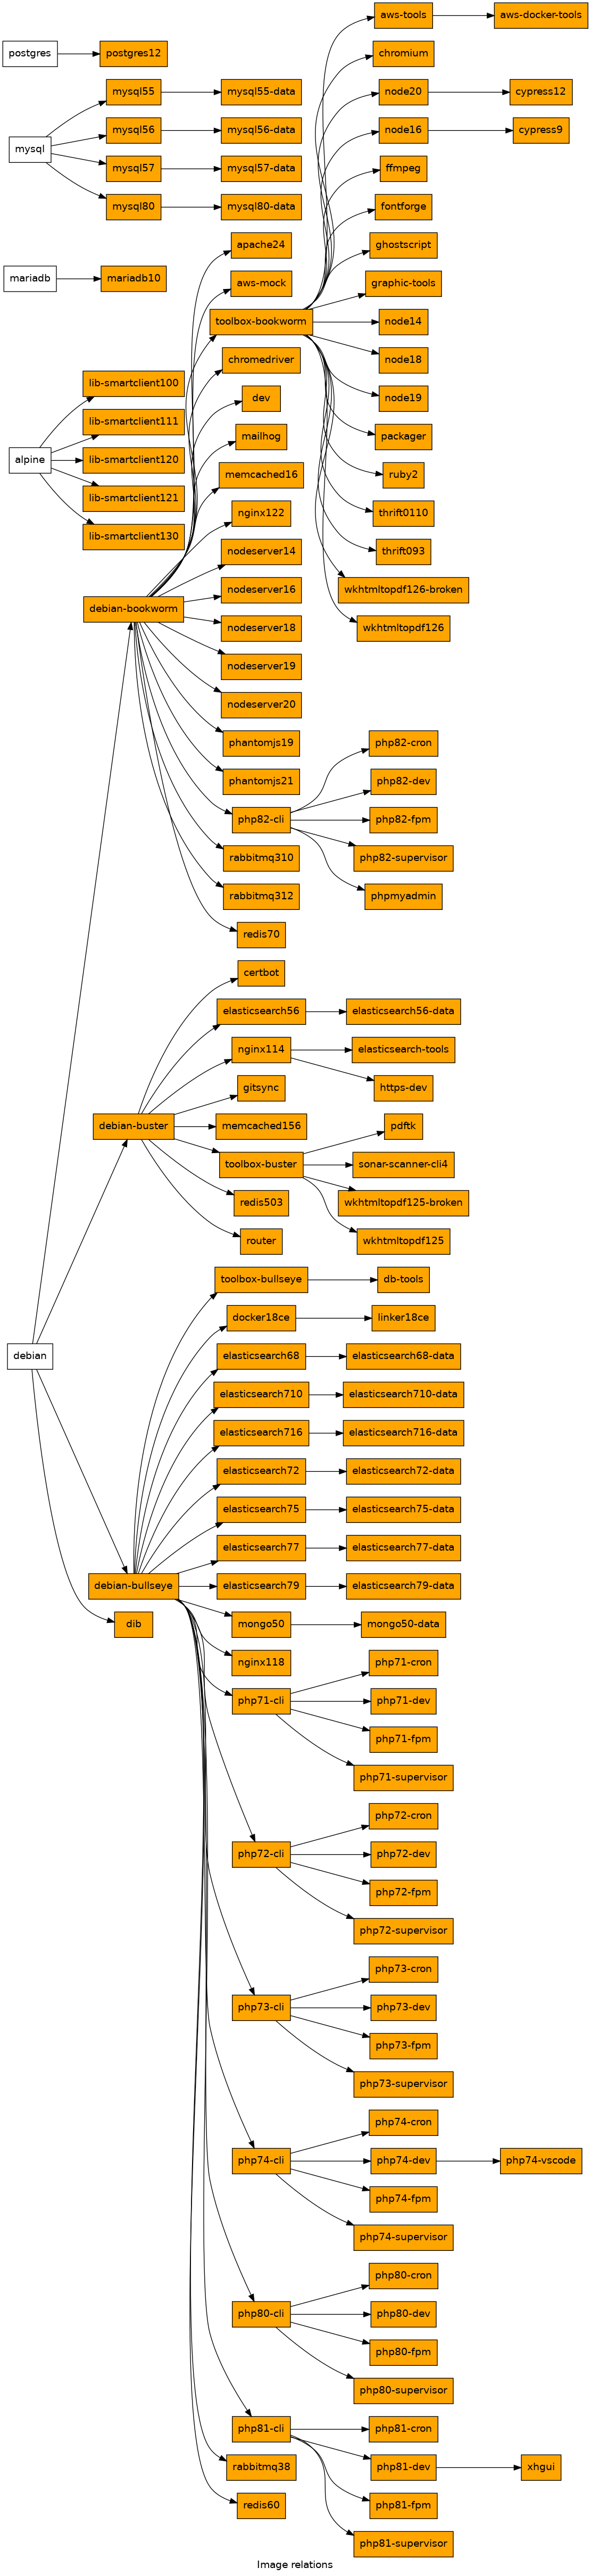 aws-tools
aws-docker-tools
postgres
postgres12
chromium
mysql55
mysql55-data
node20
cypress12
mysql
mysql56
mysql56-data
node16
cypress9
mysql57
mysql57-data
ffmpeg
mysql80
mysql80-data
fontforge
apache24
ghostscript
mariadb
mariadb10
aws-mock
graphic-tools
toolbox-bookworm
node14
chromedriver
node18
lib-smartclient100
dev
node19
lib-smartclient111
mailhog
packager
alpine
lib-smartclient120
memcached16
ruby2
lib-smartclient121
nginx122
thrift0110
lib-smartclient130
nodeserver14
thrift093
nodeserver16
wkhtmltopdf126-broken
debian-bookworm
nodeserver18
wkhtmltopdf126
nodeserver19
nodeserver20
phantomjs19
php82-cron
phantomjs21
php82-dev
php82-cli
php82-fpm
rabbitmq310
php82-supervisor
rabbitmq312
phpmyadmin
redis70
certbot
elasticsearch56
elasticsearch56-data
nginx114
elasticsearch-tools
gitsync
https-dev
debian-buster
memcached156
pdftk
toolbox-buster
sonar-scanner-cli4
redis503
wkhtmltopdf125-broken
router
wkhtmltopdf125
toolbox-bullseye
db-tools
docker18ce
linker18ce
debian
elasticsearch68
elasticsearch68-data
elasticsearch710
elasticsearch710-data
elasticsearch716
elasticsearch716-data
elasticsearch72
elasticsearch72-data
elasticsearch75
elasticsearch75-data
elasticsearch77
elasticsearch77-data
debian-bullseye
elasticsearch79
elasticsearch79-data
dib
mongo50
mongo50-data
nginx118
php71-cron
php71-cli
php71-dev
php71-fpm
php71-supervisor
php72-cron
php72-cli
php72-dev
php72-fpm
php72-supervisor
php73-cron
php73-cli
php73-dev
php73-fpm
php73-supervisor
php74-cron
php74-cli
php74-dev
php74-vscode
php74-fpm
php74-supervisor
php80-cron
php80-cli
php80-dev
php80-fpm
php80-supervisor
php81-cli
php81-cron
rabbitmq38
php81-dev
xhgui
redis60
php81-fpm
php81-supervisor
Image relations